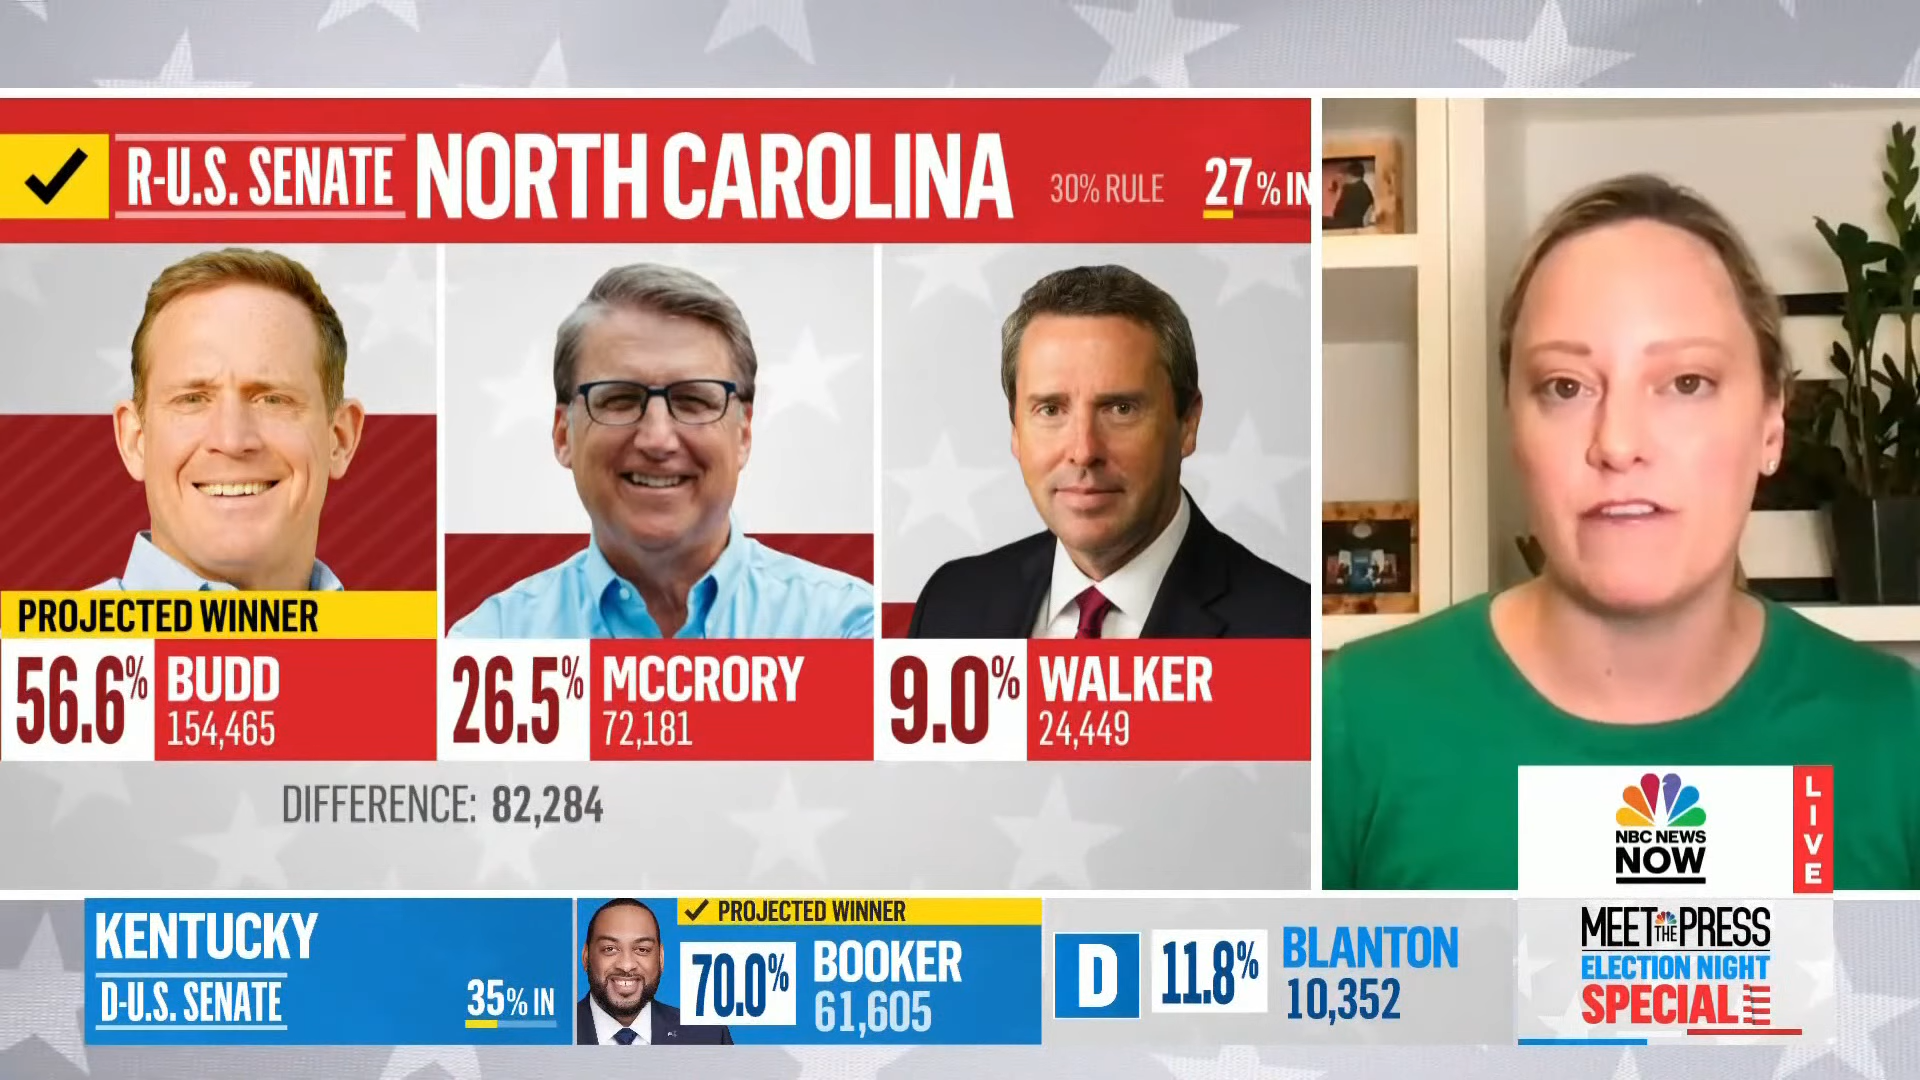 R-U.S. SENATE NORTH CAROLINA 30% RULE 27% IN
PROJECTED WINNER
56.6% BUDD
154,465
26.5% MCCRORY
72,181
9.0% WALKER
24,449
DIFFERENCE: 82,284
NBC NEWS
NOW
LIVE
KENTUCKY
D-U.S. SENATE 35% IN
PROJECTED WINNER
70.0% BOOKER
61,605
D 11.8% BLANTON
10,352
MEET THE PRESS
ELECTION NIGHT
SPECIAL